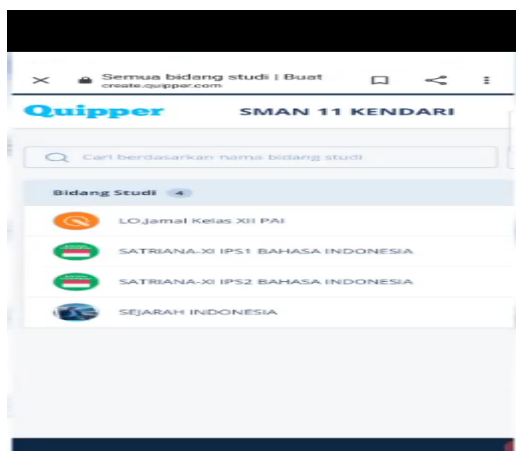 Semua bidang studi | Buat
create.quipper.com
Quipper SMAN 11 KENDARI
Cari berdasarkan nama bidang studi
Bidang Studi 4
LO.Jamal Kelas XII PAI
SATRIANA-XI IPS1 BAHASA INDONESIA
SATRIANA-XI IPS2 BAHASA INDONESIA
SEJARAH INDONESIA